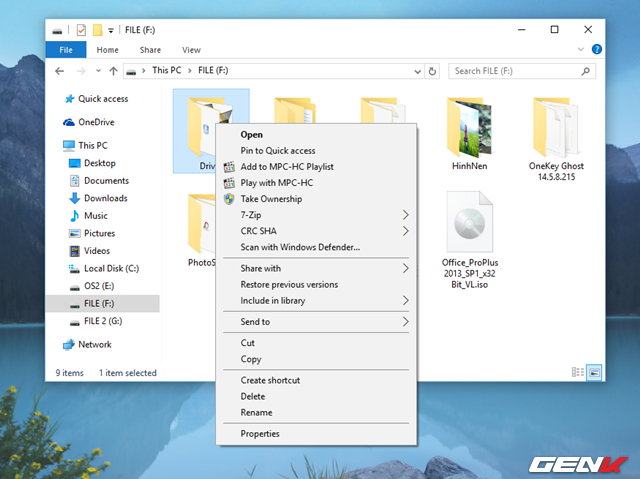 FILE (F:)
File
Home
Share
View
This PC
FILE (F:)
Search FILE (F:)
Quick access
OneDrive
This PC
Desktop
Documents
Downloads
Music
Pictures
Videos
Local Disk (C:)
OS2 (E:)
FILE (F:)
FILE 2 (G:)
Network
Driv
PhotoS
HinhNen
OneKey Ghost
14.5.8.215
Office_ProPlus
2013_SP1_x32
Bit_VL.iso
Open
Pin to Quick access
Add to MPC-HC Playlist
Play with MPC-HC
Take Ownership
7-Zip
CRC SHA
Scan with Windows Defender...
Share with
Restore previous versions
Include in library
Send to
Cut
Copy
Create shortcut
Delete
Rename
Properties
9 items
1 item selected
GENK